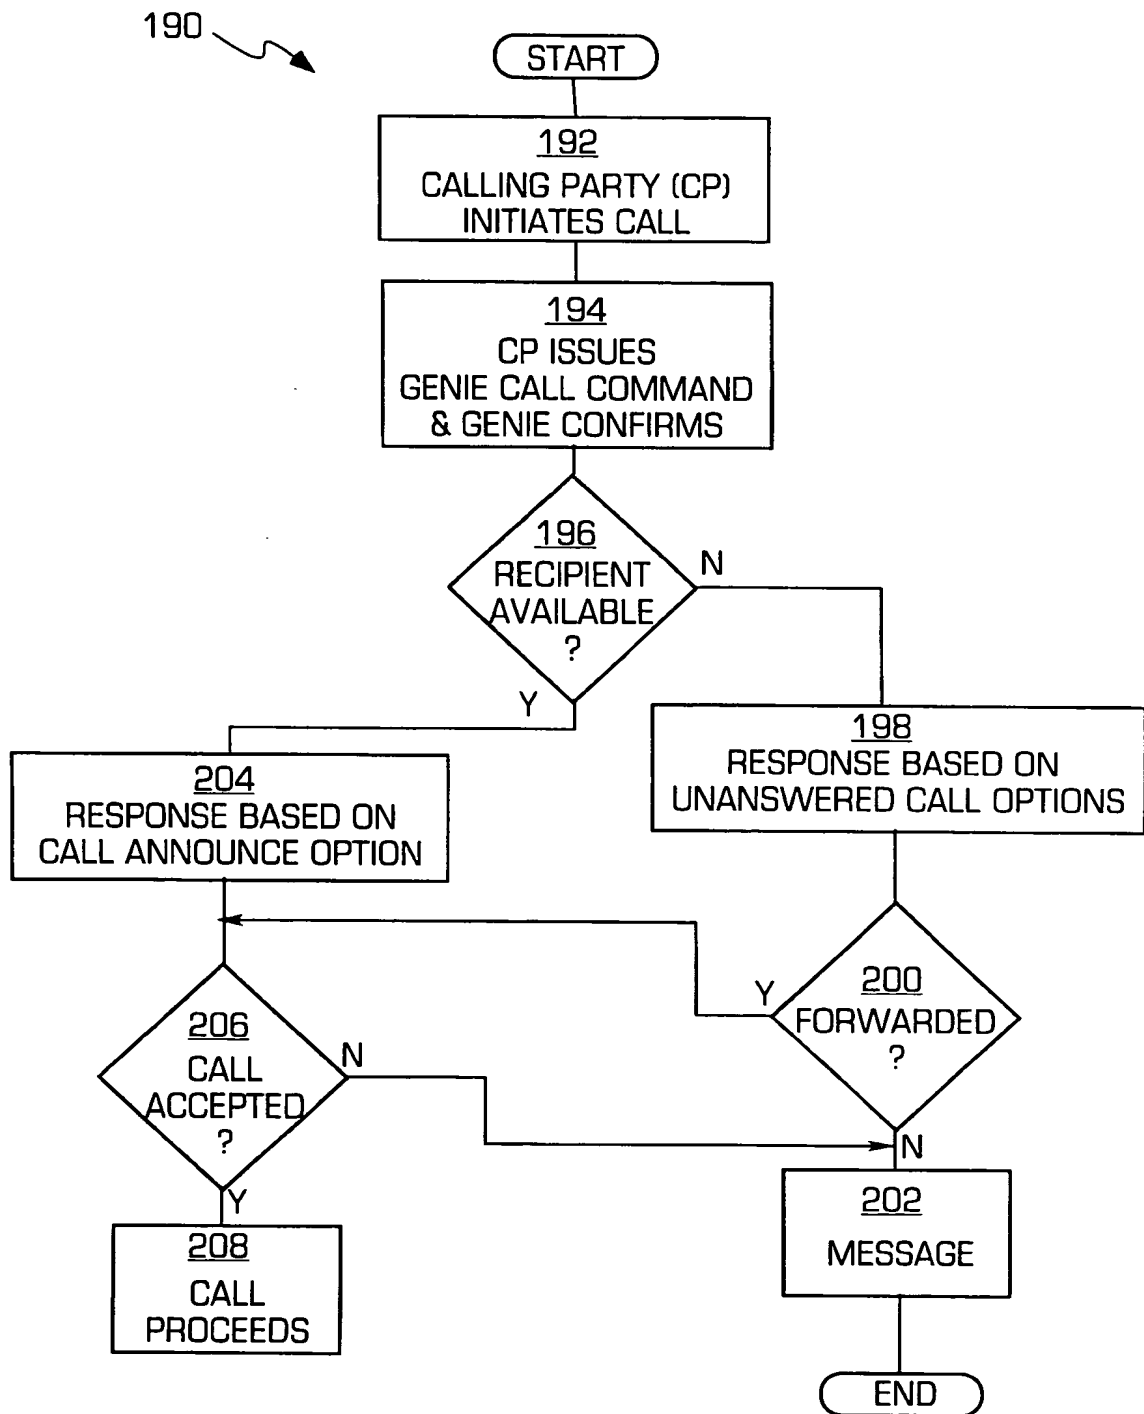 190
START
192
CALLING PARTY (CP)
INITIATES CALL
194
CP ISSUES
GENIE CALL COMMAND
& GENIE CONFIRMS
196
RECIPIENT
AVAILABLE
?
N
Y
198
RESPONSE BASED ON
UNANSWERED CALL OPTIONS
204
RESPONSE BASED ON
CALL ANNOUNCE OPTION
200
FORWARDED
?
Y
N
206
CALL
ACCEPTED
?
N
Y
202
MESSAGE
208
CALL
PROCEEDS
END